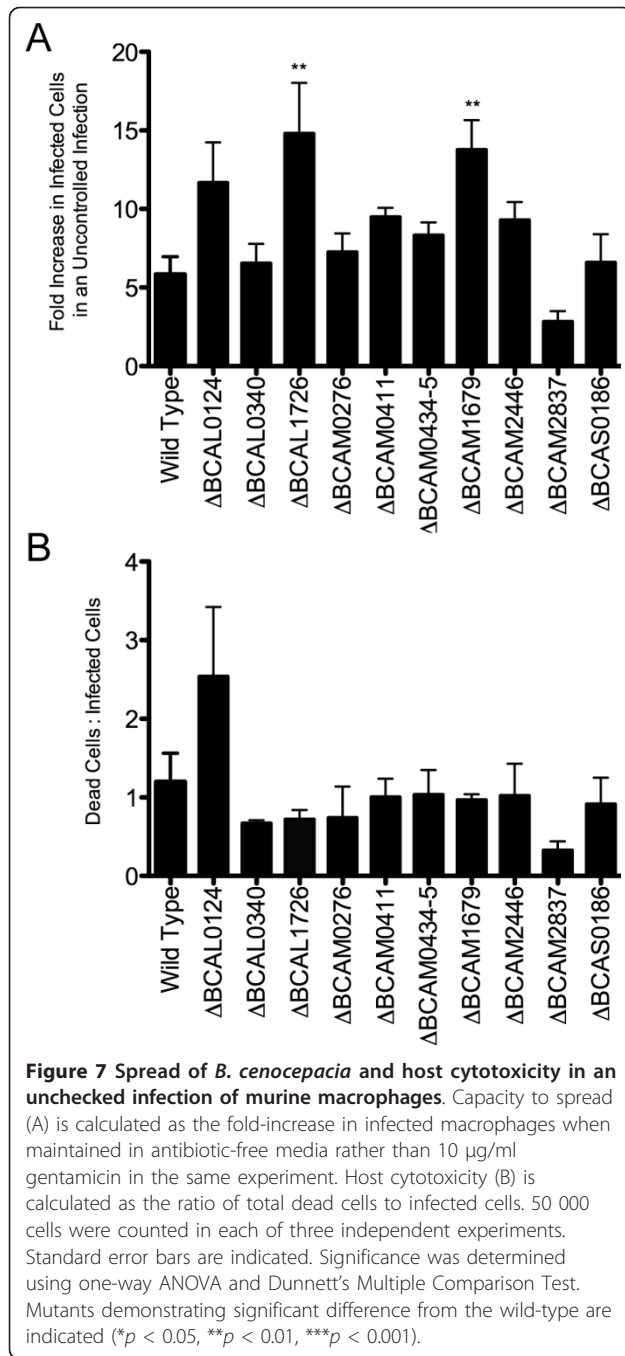 A
Fold Increase in Infected Cells
in an Uncontrolled Infection
20
15
10
5
0
**
**
Wild Type
ΔBCAL0124
ΔBCAL0340
ΔBCAL1726
ΔBCAM0276
ΔBCAM0411
ΔBCAM0434-5
ΔBCAM1679
ΔBCAM2446
ΔBCAM2837
ΔBCAS0186
B
Dead Cells : Infected Cells
4
3
2
1
0
Wild Type
ΔBCAL0124
ΔBCAL0340
ΔBCAL1726
ΔBCAM0276
ΔBCAM0411
ΔBCAM0434-5
ΔBCAM1679
ΔBCAM2446
ΔBCAM2837
ΔBCAS0186
Figure 7 Spread of B. cenocepacia and host cytotoxicity in an
unchecked infection of murine macrophages. Capacity to spread
(A) is calculated as the fold-increase in infected macrophages when
maintained in antibiotic-free media rather than 10 μg/ml
gentamicin in the same experiment. Host cytotoxicity (B) is
calculated as the ratio of total dead cells to infected cells. 50 000
cells were counted in each of three independent experiments.
Standard error bars are indicated. Significance was determined
using one-way ANOVA and Dunnett's Multiple Comparison Test.
Mutants demonstrating significant difference from the wild-type are
indicated (*p < 0.05, **p < 0.01, ***p < 0.001).